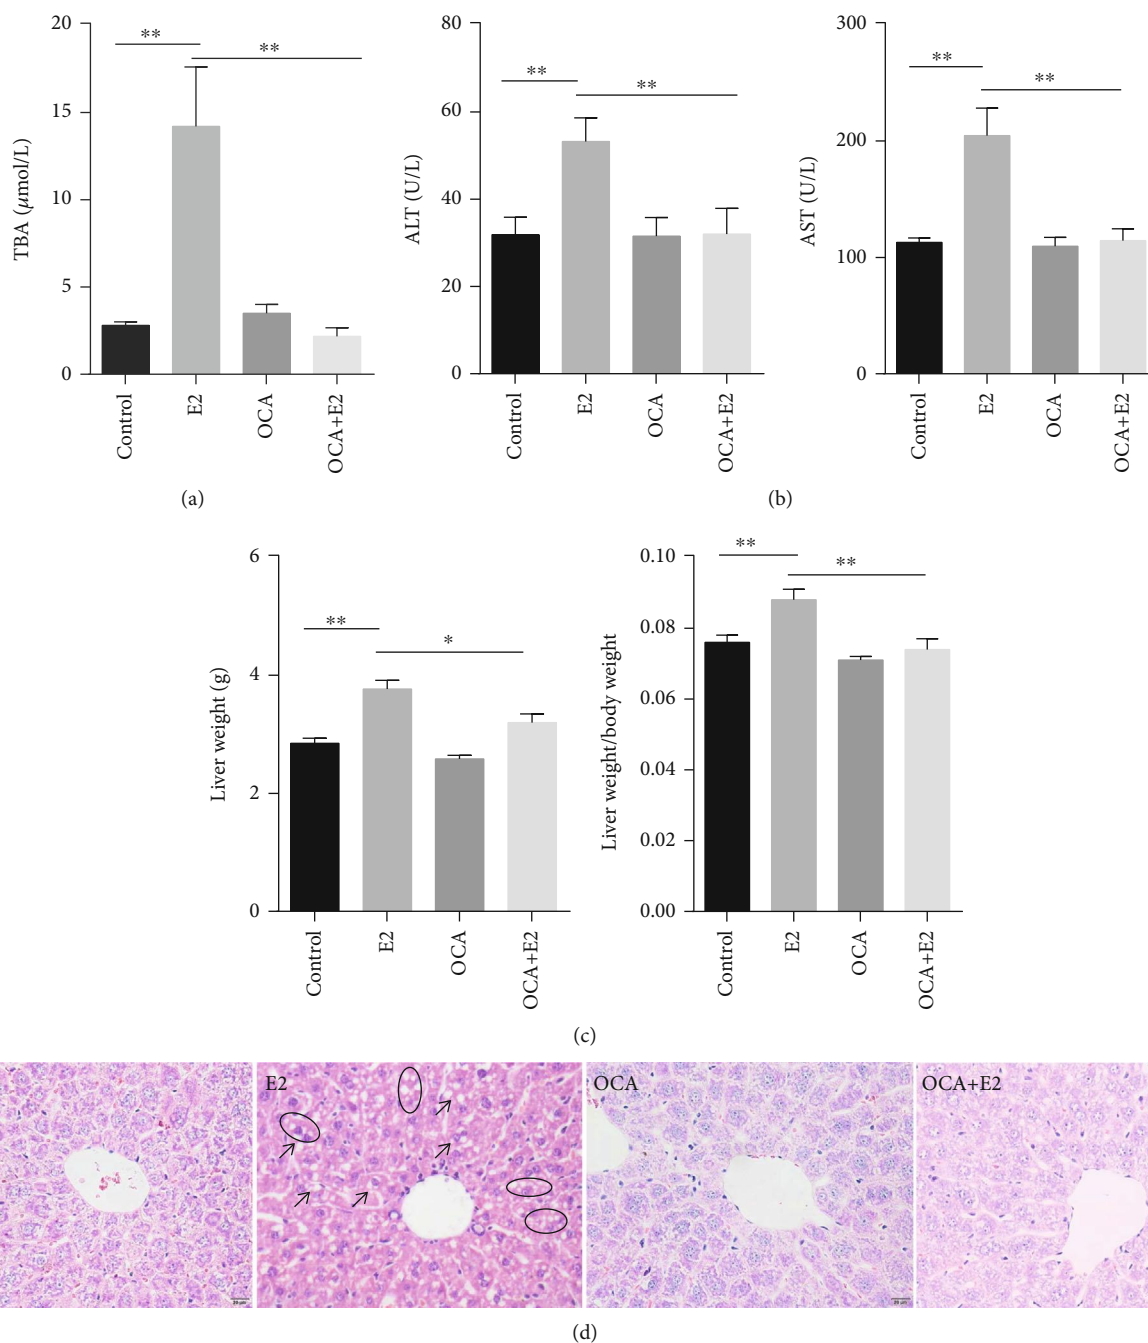 20
15
10
5
0
TBA (μmol/L)
**
**
Control
E2
OCA
OCA+E2
(a)
80
60
40
20
0
ALT (U/L)
**
**
Control
E2
OCA
OCA+E2
300
200
100
0
AST (U/L)
**
**
Control
E2
OCA
OCA+E2
(b)
6
4
2
0
Liver weight (g)
**
*
Control
E2
OCA
OCA+E2
0.10
0.08
0.06
0.04
0.02
0.00
Liver weight/body weight
**
**
Control
E2
OCA
OCA+E2
(c)
E2
OCA
OCA+E2
(d)